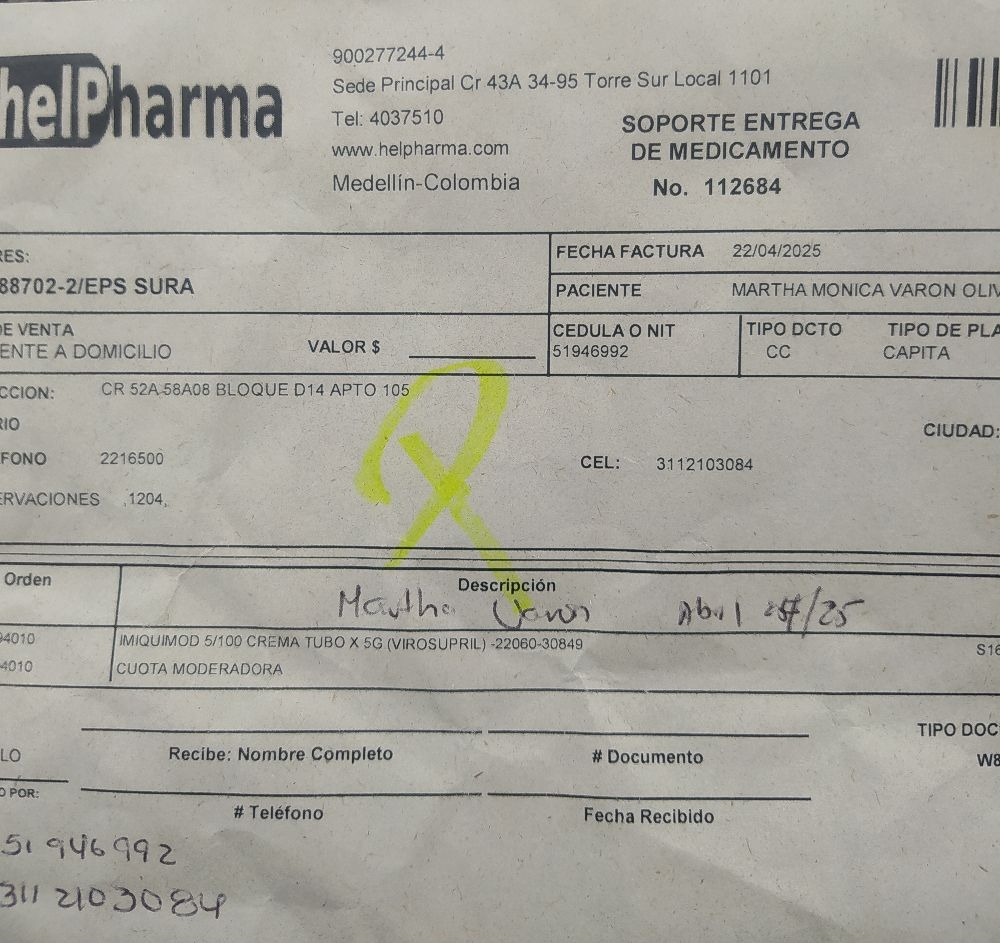 helPharma
900277244-4
Sede Principal Cr 43A 34-95 Torre Sur Local 1101
Tel: 4037510
www.helpharma.com
Medellín-Colombia
SOPORTE ENTREGA
DE MEDICAMENTO
No. 112684
RES:
88702-2/EPS SURA
FECHA FACTURA 22/04/2025
PACIENTE MARTHA MONICA VARON OLIV
DE VENTA
ENTE A DOMICILIO
VALOR $
CEDULA O NIT
51946992
TIPO DCTO
CC
TIPO DE PLA
CAPITA
CCION: CR 52A 58A08 BLOQUE D14 APTO 105
RIO
CIUDAD:
FONO 2216500
CEL: 3112103084
ERVACIONES ,1204,
Orden
Descripción
Martha Varon Abril /25
94010 IMIQUIMOD 5/100 CREMA TUBO X 5G (VIROSUPRIL) -22060-30849 S16
4010 CUOTA MODERADORA
TIPO DOC
LO
Recibe: Nombre Completo
# Documento
W8
O POR:
# Teléfono
Fecha Recibido
51946992
3112103084